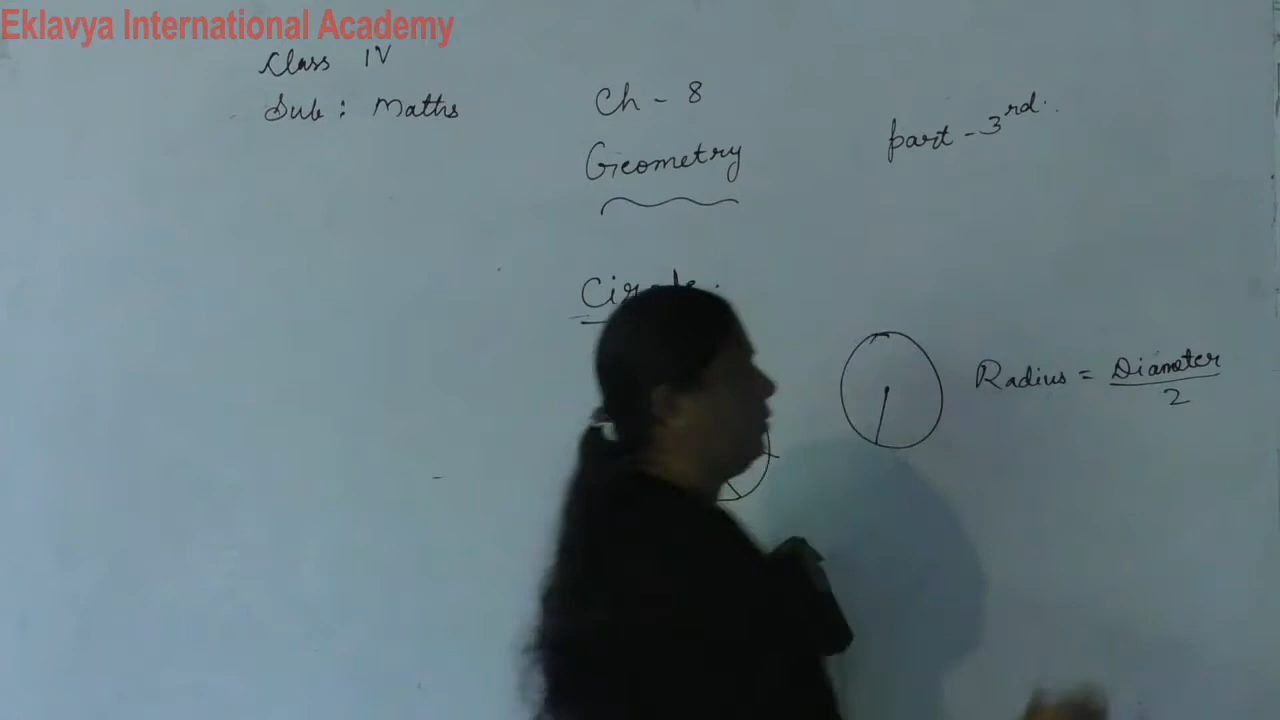 Eklavya International Academy
Class IV
Sub : Maths
Ch - 8
Geometry
part - 3rd.
Radius = Diameter
2